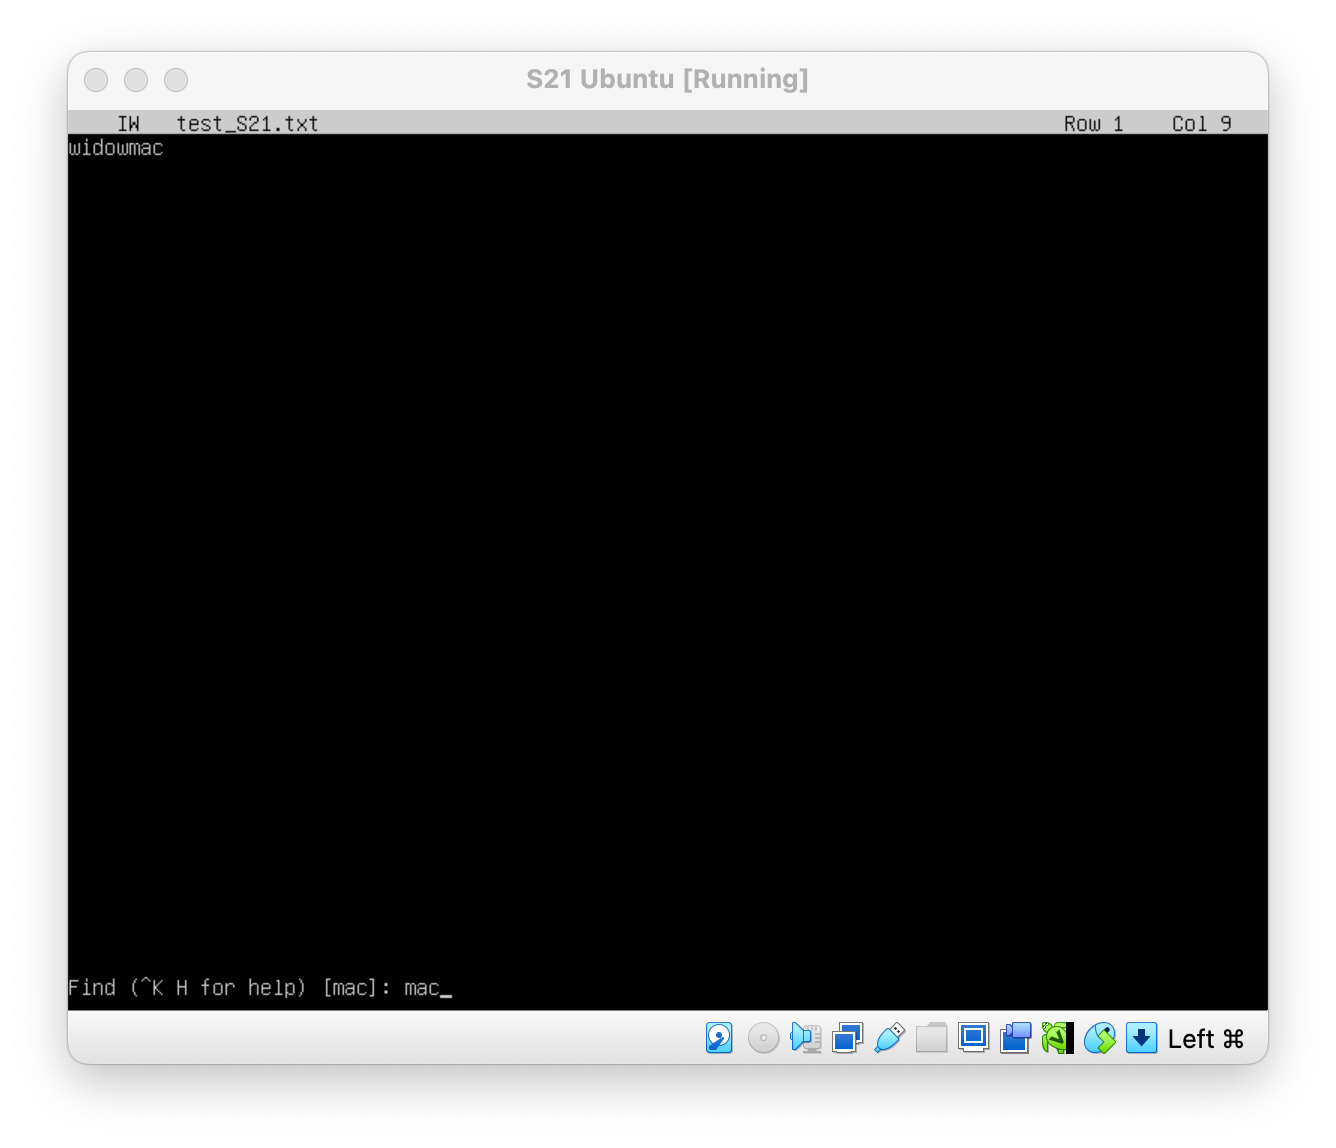 S21 Ubuntu [Running]
IW test_S21.txt Row 1 Col 9
widowmac
Find (^K H for help) [mac]: mac_
Left ⌘